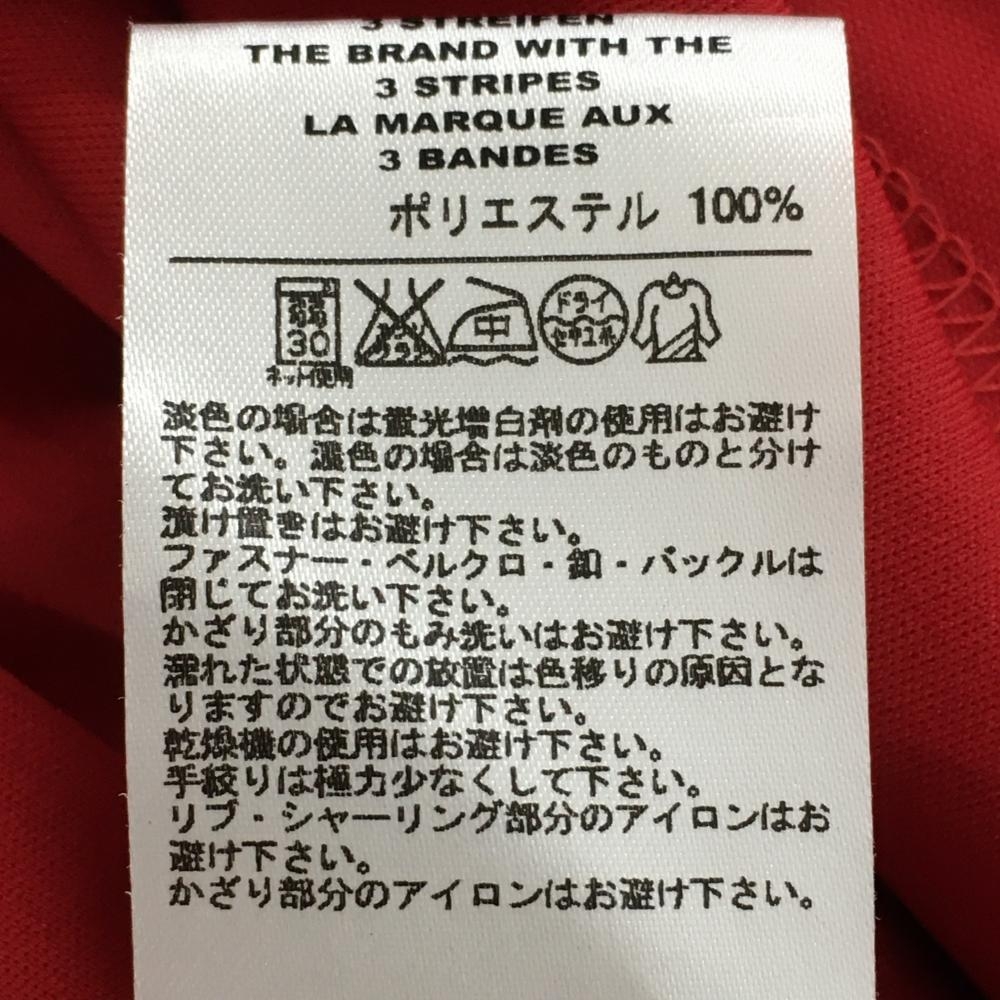 3 STREIFEN
THE BRAND WITH THE
3 STRIPES
LA MARQUE AUX
3 BANDES
ポリエステル 100%
30 中 ドライ
ネット使用 セキユ系
淡色の場合は蛍光増白剤の使用はお避け
下さい。濃色の場合は淡色のものと分け
てお洗い下さい。
漬け置きはお避け下さい。
ファスナー・ベルクロ・釦・バックルは
閉じてお洗い下さい。
かざり部分のもみ洗いはお避け下さい。
濡れた状態での放置は色移りの原因とな
りますのでお避け下さい。
乾燥機の使用はお避け下さい。
手絞りは極力少なくして下さい。
リブ・シャーリング部分のアイロンはお
避け下さい。
かざり部分のアイロンはお避け下さい。